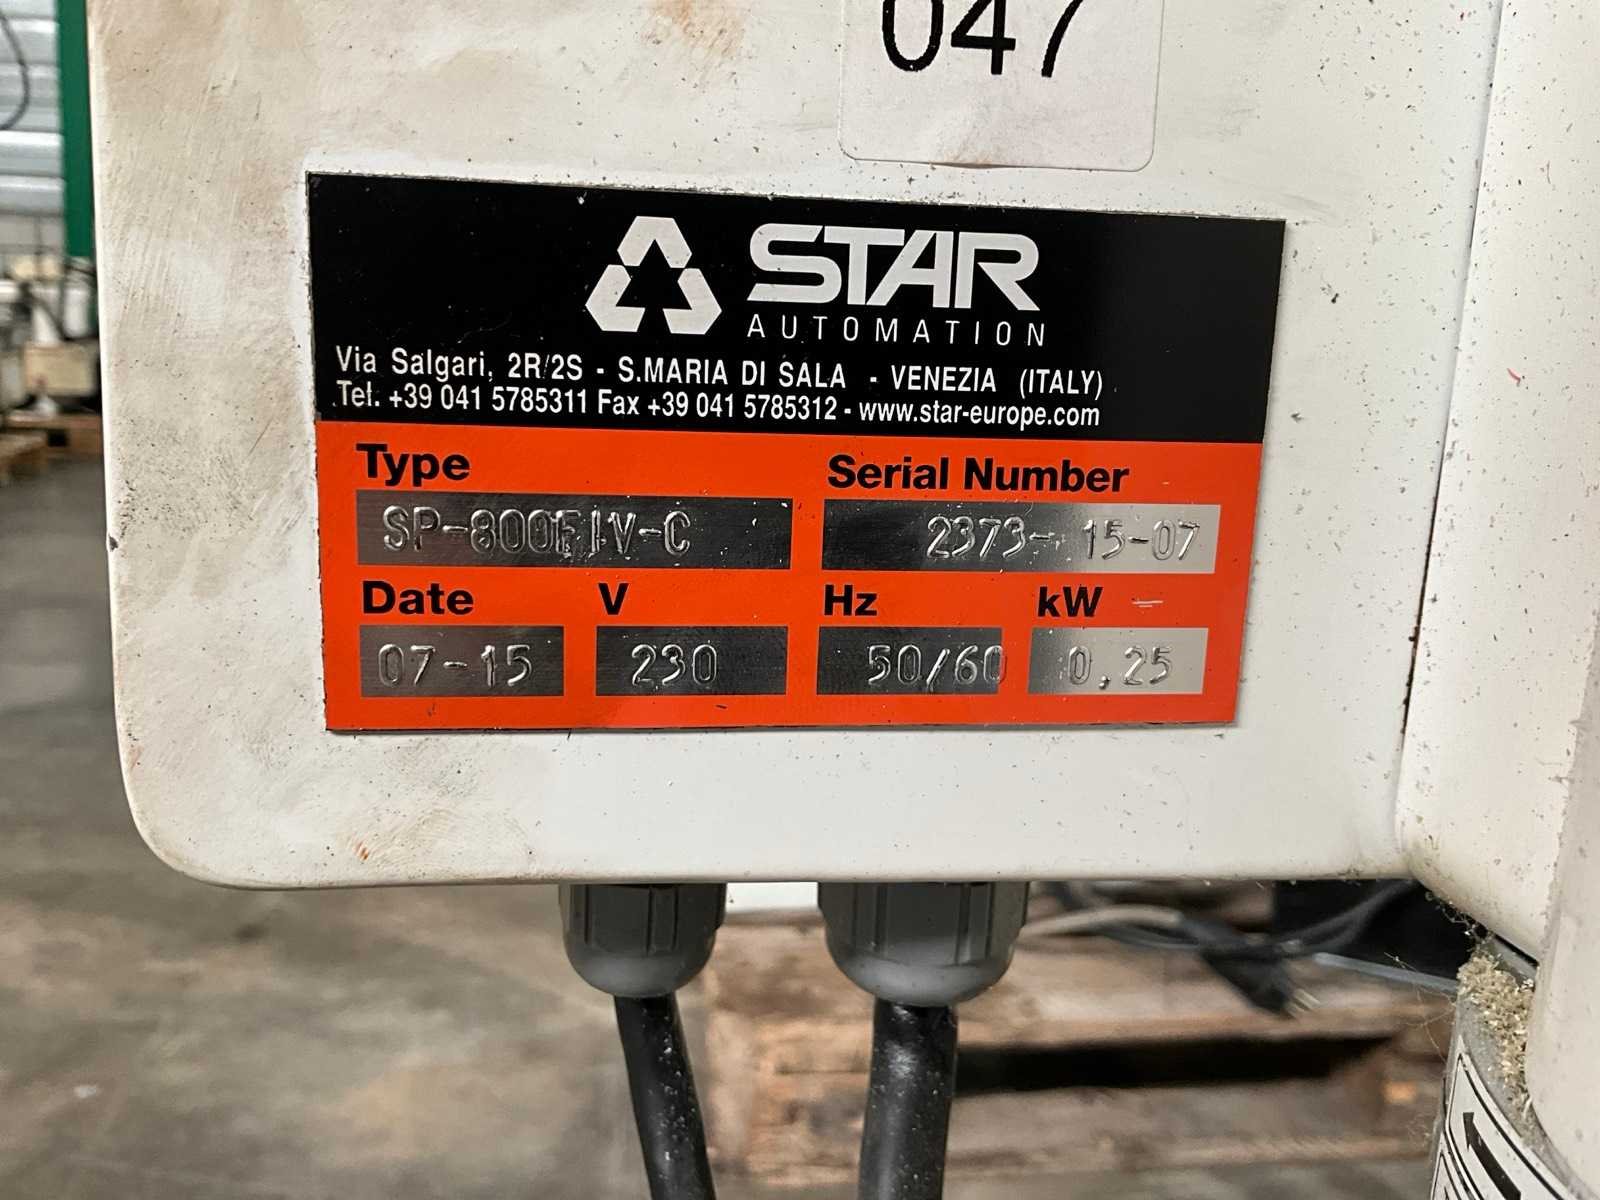 047
STAR
AUTOMATION
Via Salgari, 2R/2S - S.MARIA DI SALA - VENEZIA (ITALY)
Tel. +39 041 5785311 Fax +39 041 5785312 - www.star-europe.com
Type Serial Number
SP-800EIV-C 2373- 15-07
Date V Hz kW
07-15 230 50/60 0,25